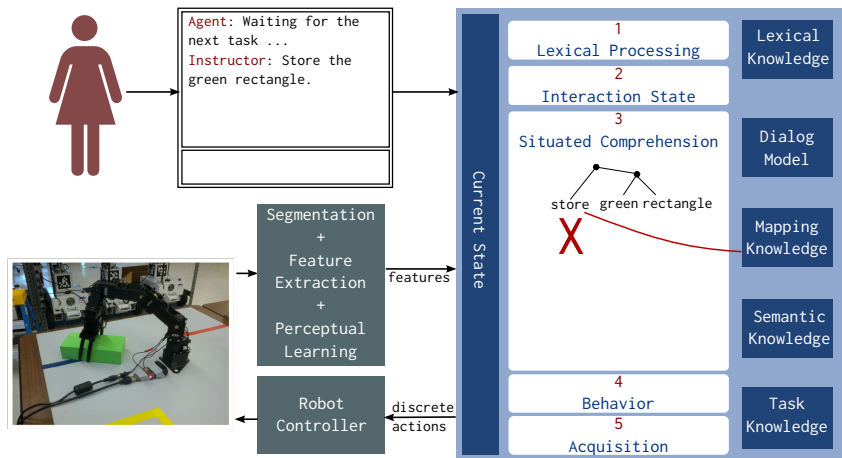 Agent: Waiting for the
next task ...
Instructor: Store the
green rectangle.
Segmentation
+
Feature
Extraction
+
Perceptual
Learning
features
Robot
Controller
discrete
actions
Current State
1
Lexical Processing
2
Interaction State
3
Situated Comprehension
store green rectangle
X
4
Behavior
5
Acquisition
Lexical
Knowledge
Dialog
Model
Mapping
Knowledge
Semantic
Knowledge
Task
Knowledge